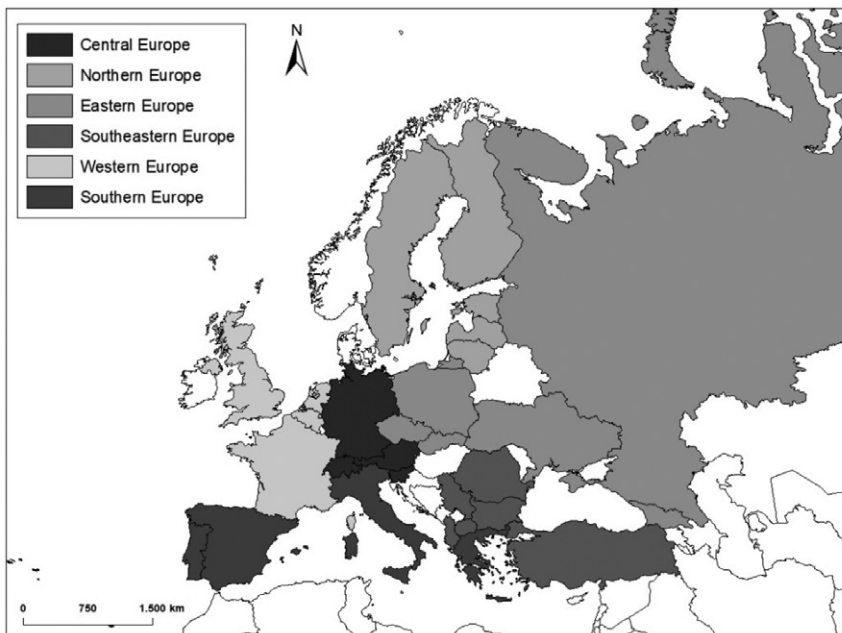 N
Central Europe
Northern Europe
Eastern Europe
Southeastern Europe
Western Europe
Southern Europe
0 750 1.500 km